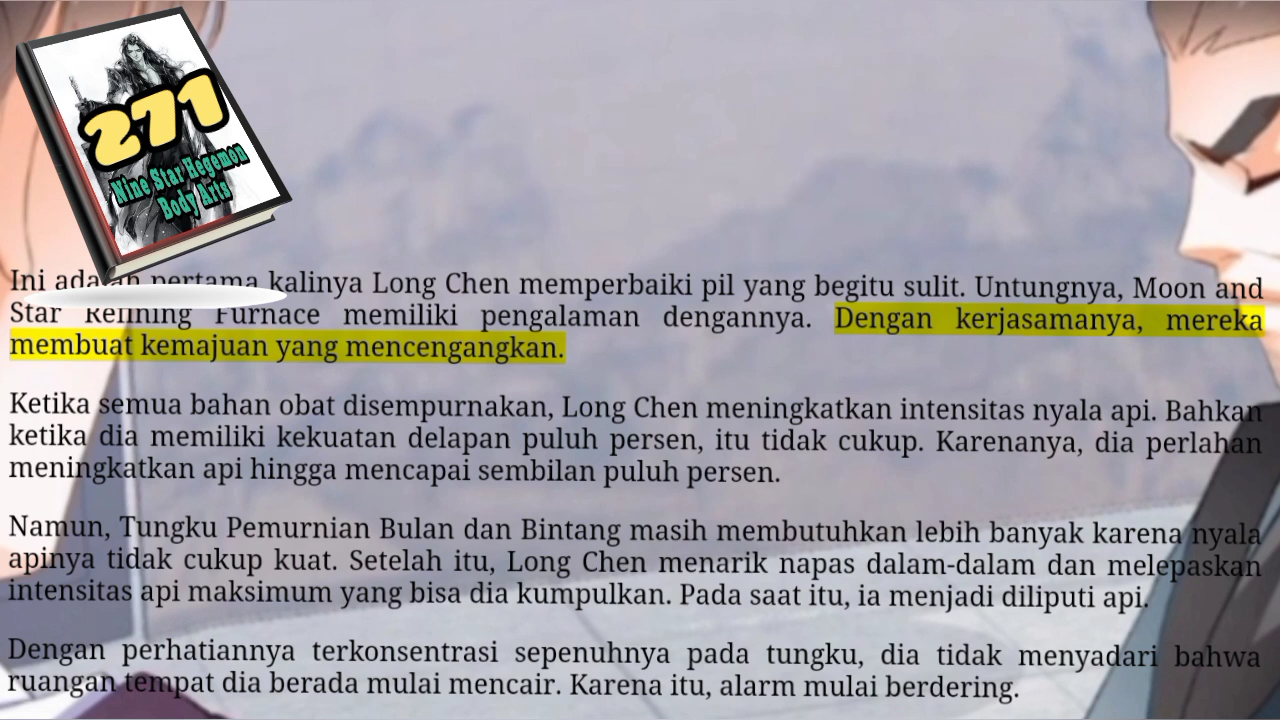 271
Nine Star Hegemon
Body Arts
Ini adalah pertama kalinya Long Chen memperbaiki pil yang begitu sulit. Untungnya, Moon and
Star Refining Furnace memiliki pengalaman dengannya. Dengan kerjasamanya, mereka
membuat kemajuan yang mencengangkan.
Ketika semua bahan obat disempurnakan, Long Chen meningkatkan intensitas nyala api. Bahkan
ketika dia memiliki kekuatan delapan puluh persen, itu tidak cukup. Karenanya, dia perlahan
meningkatkan api hingga mencapai sembilan puluh persen.
Namun, Tungku Pemurnian Bulan dan Bintang masih membutuhkan lebih banyak karena nyala
apinya tidak cukup kuat. Setelah itu, Long Chen menarik napas dalam-dalam dan melepaskan
intensitas api maksimum yang bisa dia kumpulkan. Pada saat itu, ia menjadi diliputi api.
Dengan perhatiannya terkonsentrasi sepenuhnya pada tungku, dia tidak menyadari bahwa
ruangan tempat dia berada mulai mencair. Karena itu, alarm mulai berdering.